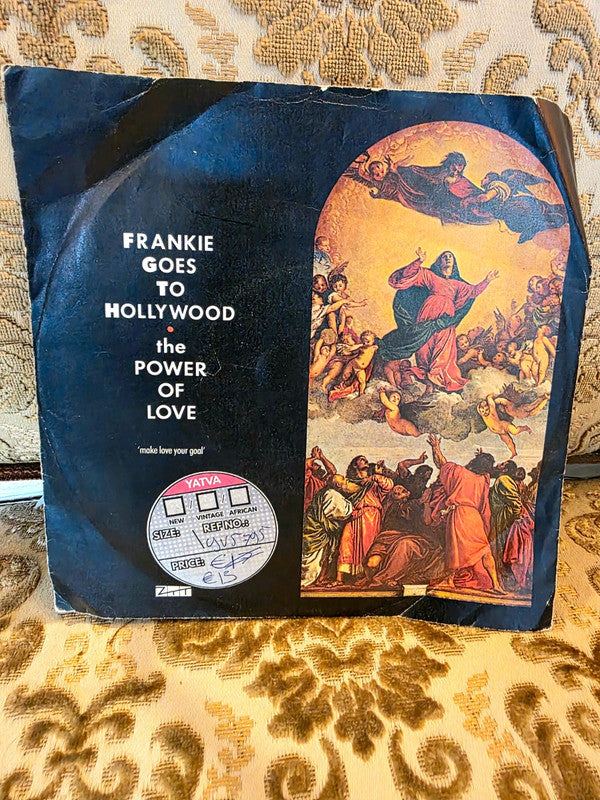 FRANKIE
GOES
TO
HOLLYWOOD
the
POWER
OF
LOVE
'make love your goal'
YATVA
NEW VINTAGE AFRICAN
SIZE: REF NO.:
PRICE:
€15
ZTT